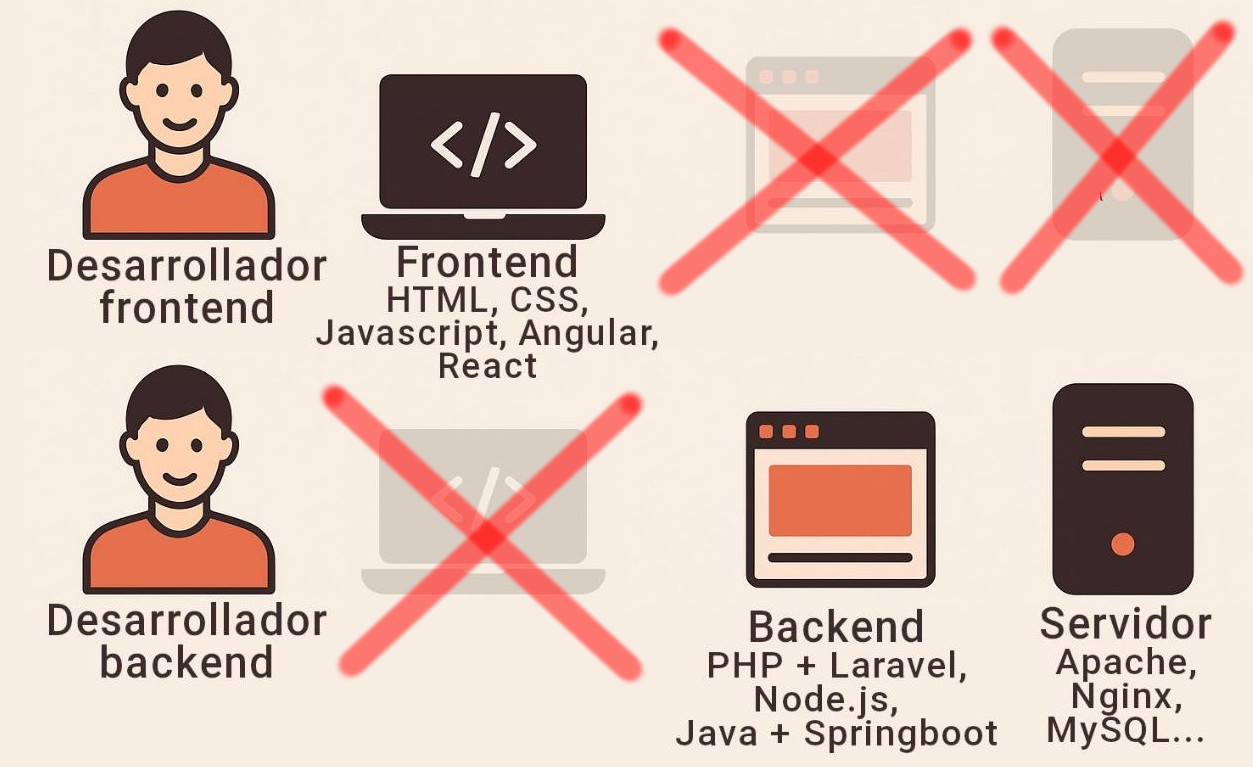 Desarrollador
frontend
</>
Frontend
HTML, CSS,
Javascript, Angular,
React
Desarrollador
backend
</>
Backend
PHP + Laravel,
Node.js,
Java + Springboot
Servidor
Apache,
Nginx,
MySQL...